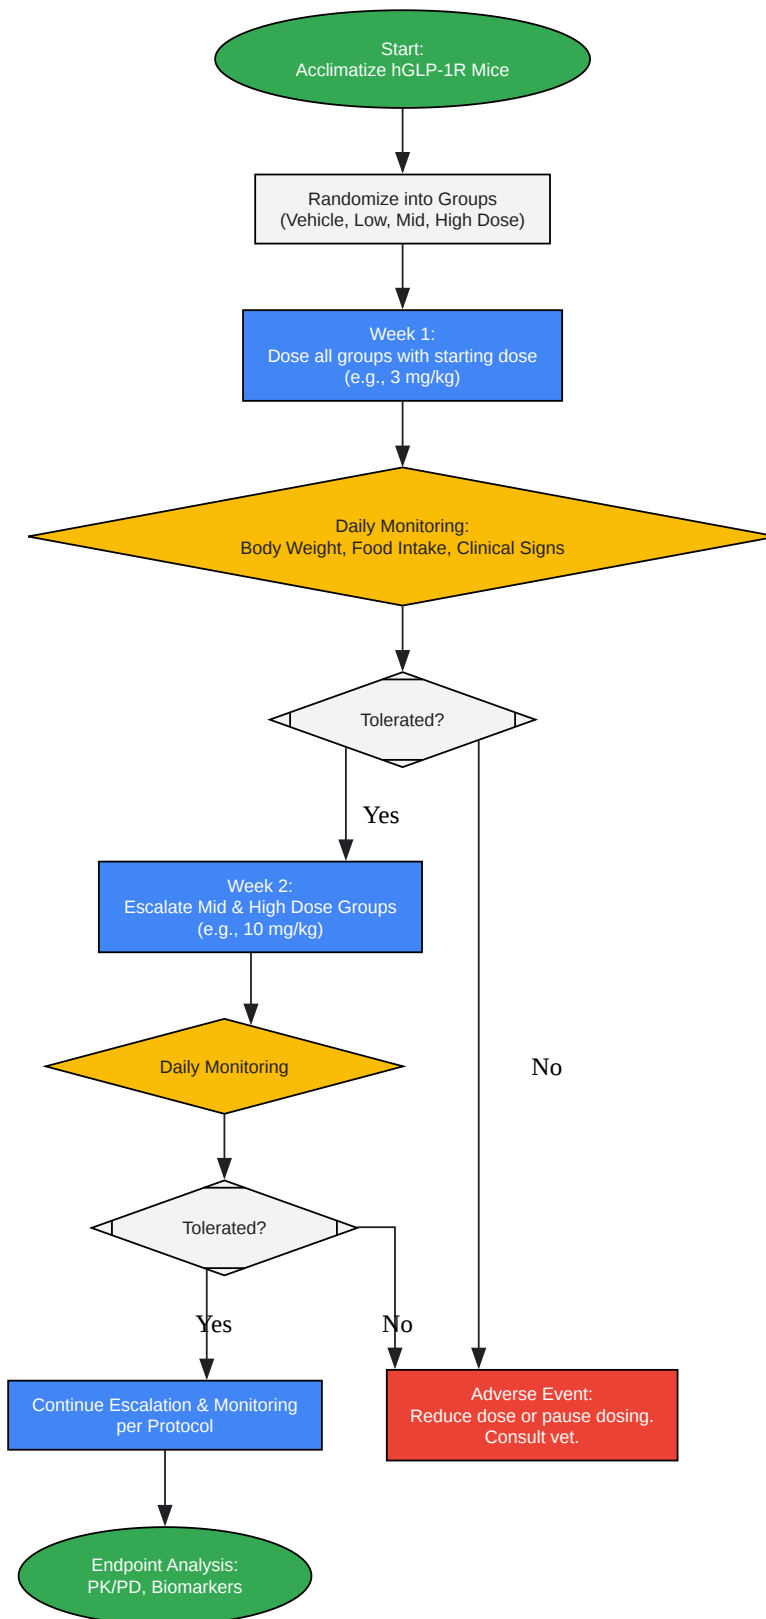 Start:
Acclimatize hGLP-1R Mice
Randomize into Groups
(Vehicle, Low, Mid, High Dose)
Week 1:
Dose all groups with starting dose
(e.g., 3 mg/kg)
Daily Monitoring:
Body Weight, Food Intake, Clinical Signs
Tolerated?
Yes
Week 2:
Escalate Mid & High Dose Groups
(e.g., 10 mg/kg)
Daily Monitoring
No
Tolerated?
Yes
No
Continue Escalation & Monitoring
per Protocol
Adverse Event:
Reduce dose or pause dosing.
Consult vet.
Endpoint Analysis:
PK/PD, Biomarkers